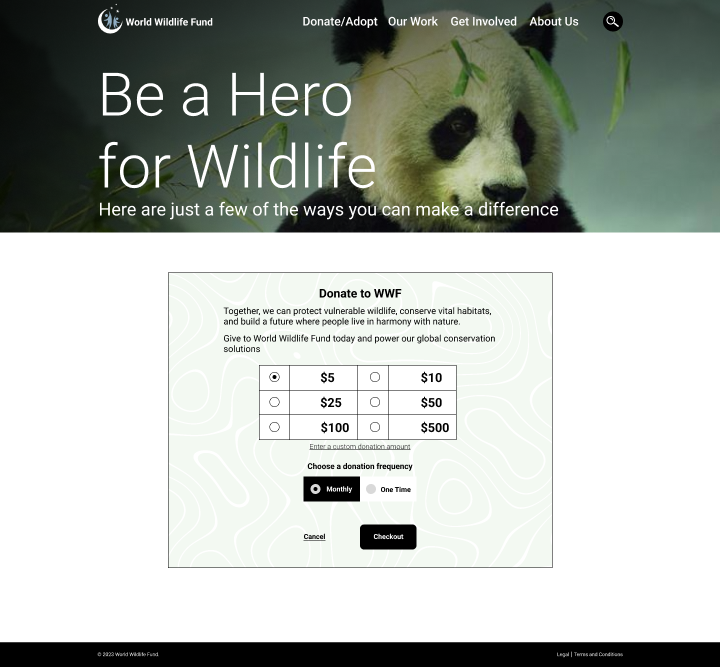 World Wildlife Fund
Donate/Adopt Our Work Get Involved About Us
Be a Hero
for Wildlife
Here are just a few of the ways you can make a difference
Donate to WWF
Together, we can protect vulnerable wildlife, conserve vital habitats,
and build a future where people live in harmony with nature.
Give to World Wildlife Fund today and power our global conservation
solutions
$5 $10
$25 $50
$100 $500
Enter a custom donation amount
Choose a donation frequency
Monthly One Time
Cancel Checkout
© 2023 World Wildlife Fund. Legal | Terms and Conditions